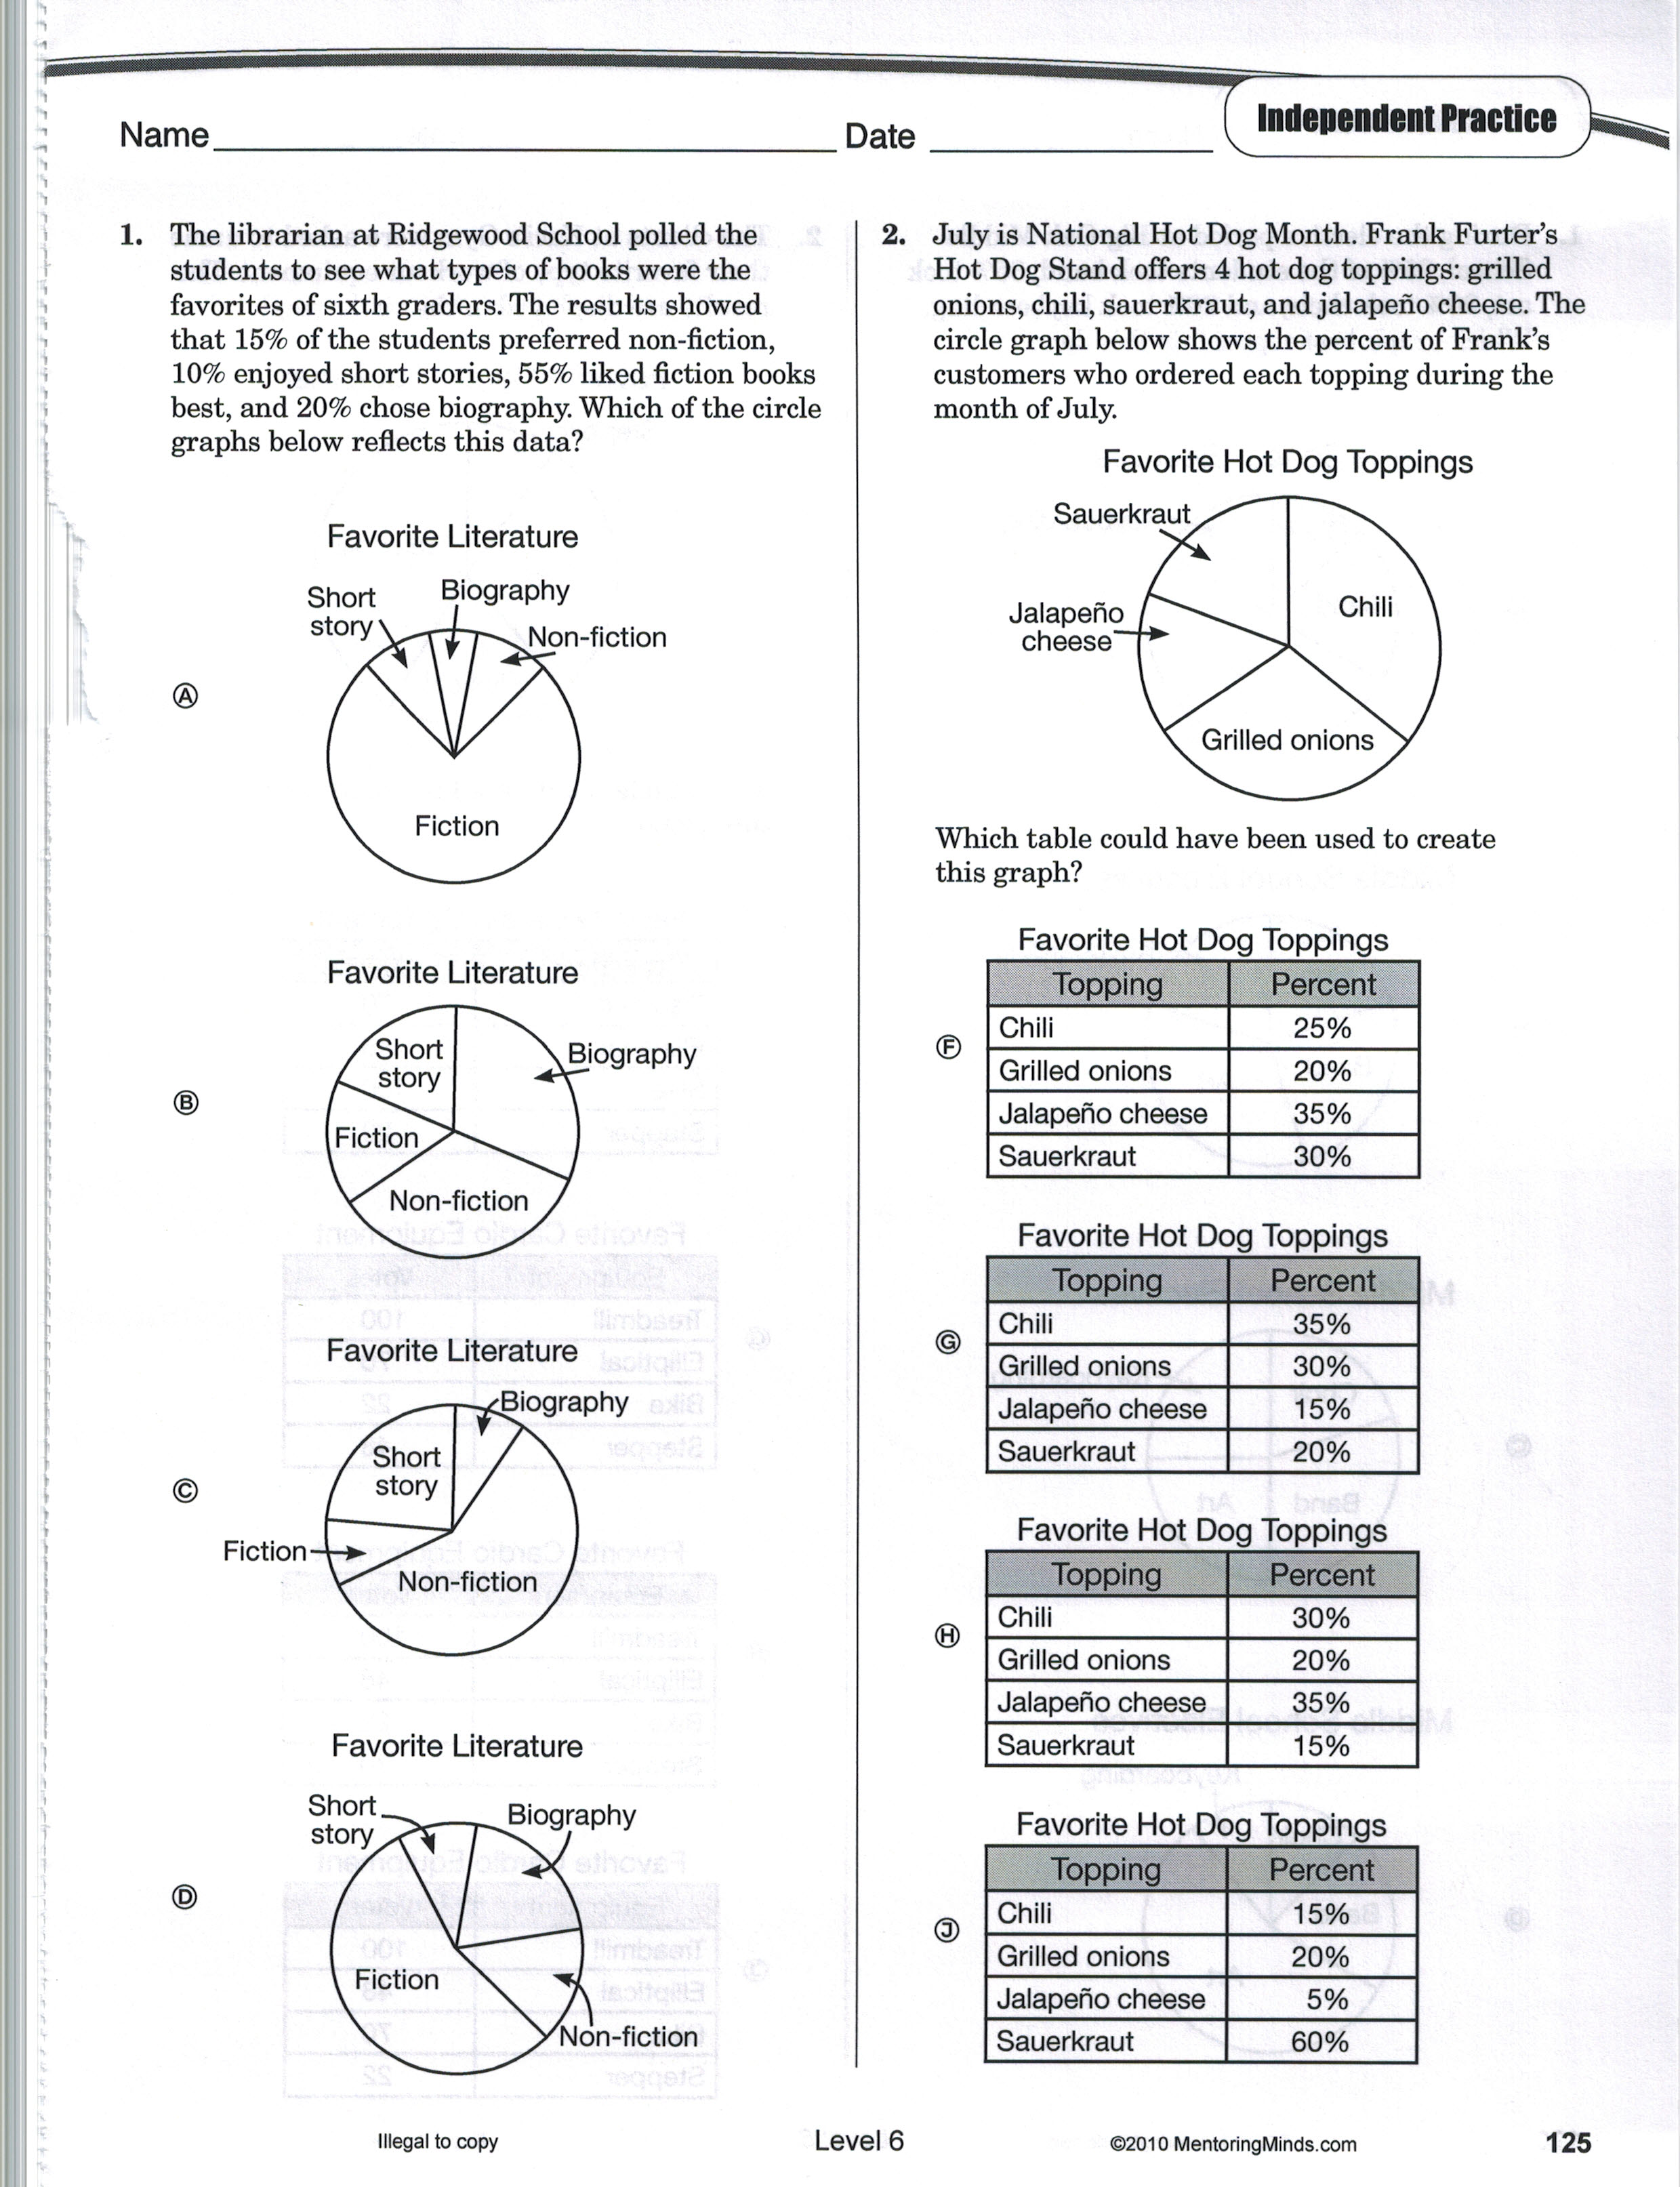 Independent Practice
Name
Date
1. The librarian at Ridgewood School polled the
students to see what types of books were the
favorites of sixth graders. The results showed
that 15% of the students preferred non-fiction,
10% enjoyed short stories, 55% liked fiction books
best, and 20% chose biography. Which of the circle
graphs below reflects this data?
Favorite Literature
Short
story
Biography
Non-fiction
Fiction
A
Favorite Literature
Short
story
Biography
Fiction
Non-fiction
B
Favorite Literature
Biography
Short
story
Fiction
Non-fiction
C
Favorite Literature
Short
story
Biography
Fiction
Non-fiction
D
2. July is National Hot Dog Month. Frank Furter's
Hot Dog Stand offers 4 hot dog toppings: grilled
onions, chili, sauerkraut, and jalapeño cheese. The
circle graph below shows the percent of Frank's
customers who ordered each topping during the
month of July.
Favorite Hot Dog Toppings
Sauerkraut
Chili
Jalapeño
cheese
Grilled onions
Which table could have been used to create
this graph?
F
Favorite Hot Dog Toppings
Topping Percent
Chili 25%
Grilled onions 20%
Jalapeño cheese 35%
Sauerkraut 30%
G
Favorite Hot Dog Toppings
Topping Percent
Chili 35%
Grilled onions 30%
Jalapeño cheese 15%
Sauerkraut 20%
H
Favorite Hot Dog Toppings
Topping Percent
Chili 30%
Grilled onions 20%
Jalapeño cheese 35%
Sauerkraut 15%
J
Favorite Hot Dog Toppings
Topping Percent
Chili 15%
Grilled onions 20%
Jalapeño cheese 5%
Sauerkraut 60%
Illegal to copy
Level 6
©2010 MentoringMinds.com
125